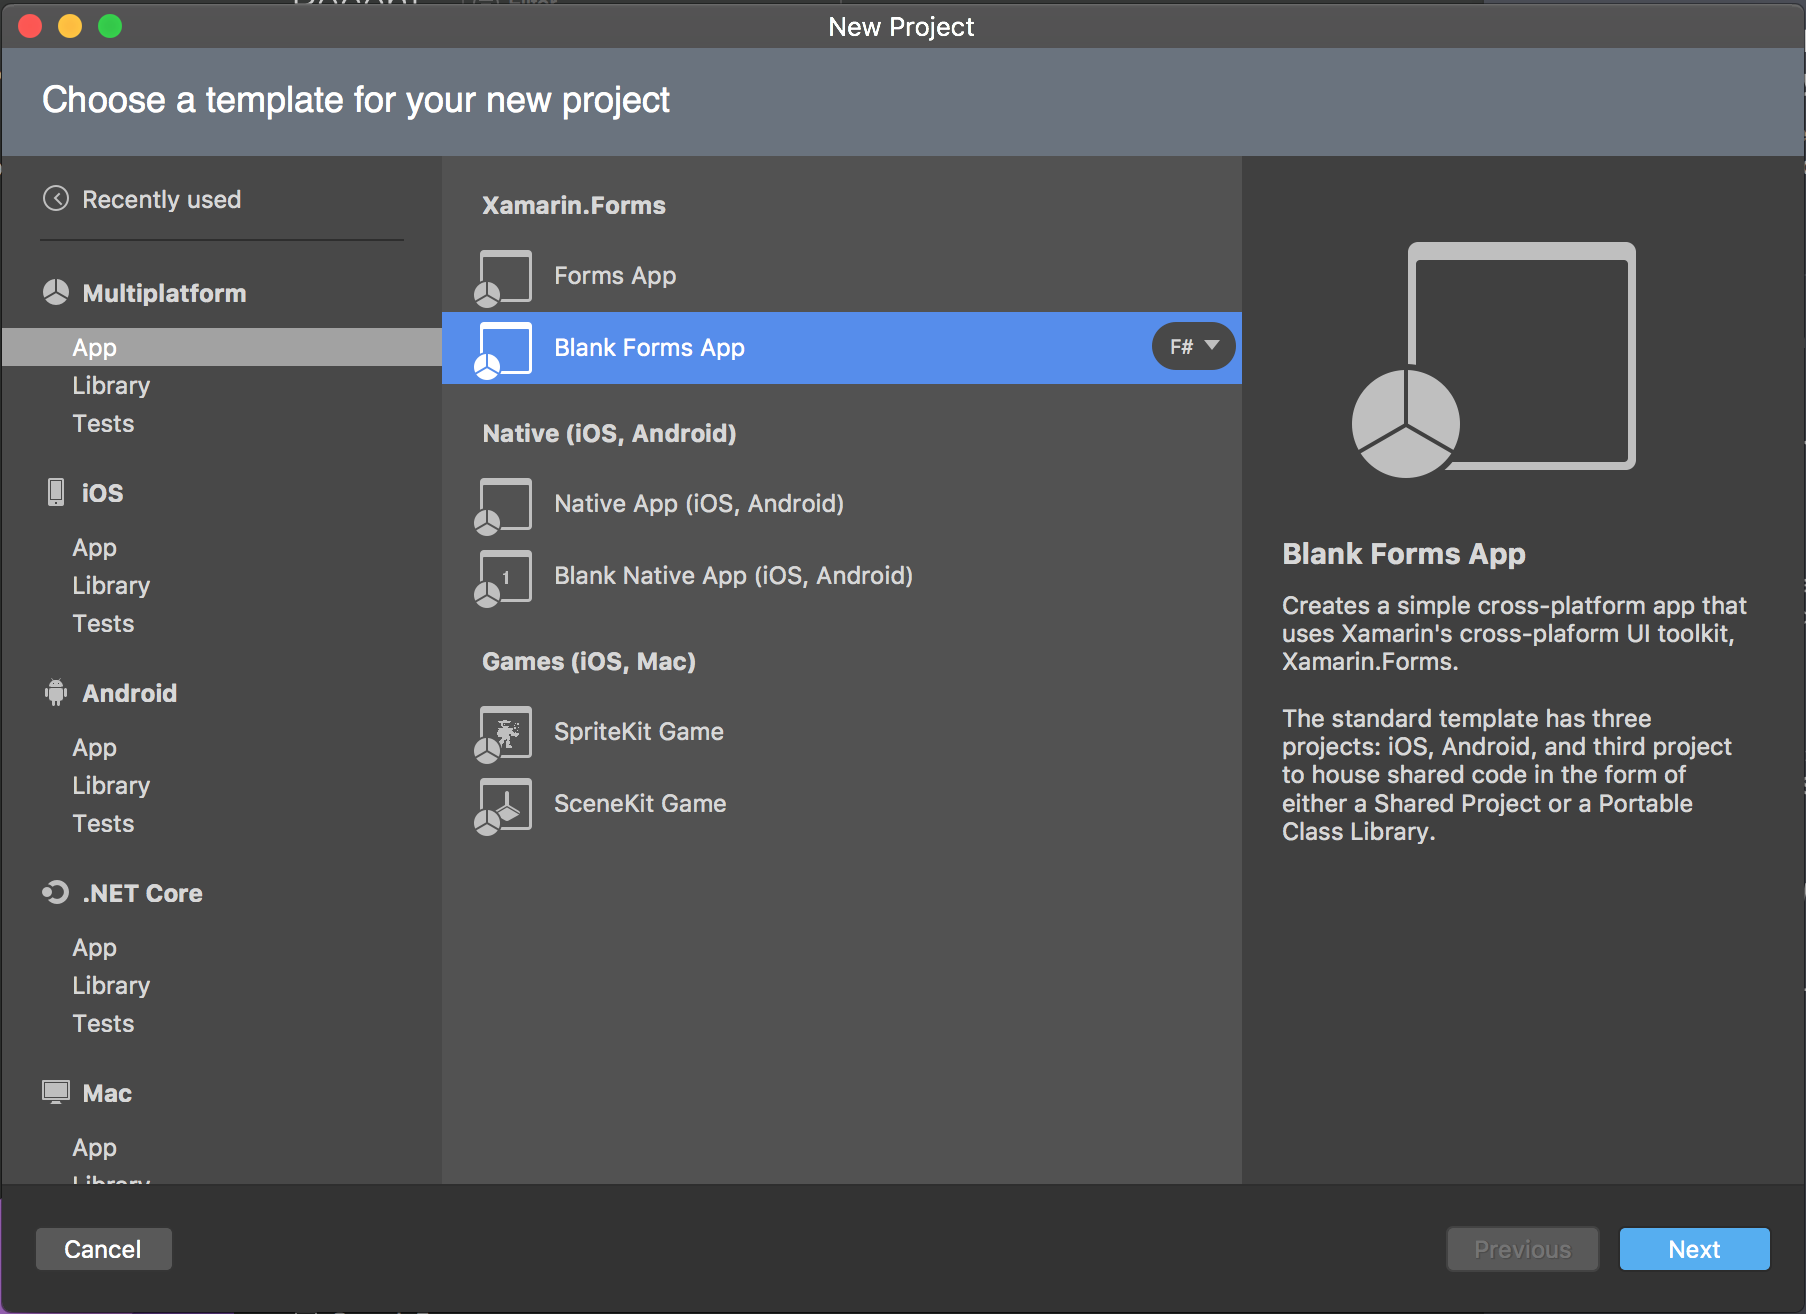 New Project
Choose a template for your new project
Recently used
Multiplatform
App
Library
Tests
iOS
App
Library
Tests
Android
App
Library
Tests
.NET Core
App
Library
Tests
Mac
App
Library
Xamarin.Forms
Forms App
Blank Forms App
F#
Native (iOS, Android)
Native App (iOS, Android)
1
Blank Native App (iOS, Android)
Games (iOS, Mac)
SpriteKit Game
SceneKit Game
Blank Forms App
Creates a simple cross-platform app that
uses Xamarin's cross-plaform UI toolkit,
Xamarin.Forms.
The standard template has three
projects: iOS, Android, and third project
to house shared code in the form of
either a Shared Project or a Portable
Class Library.
Cancel
Previous
Next